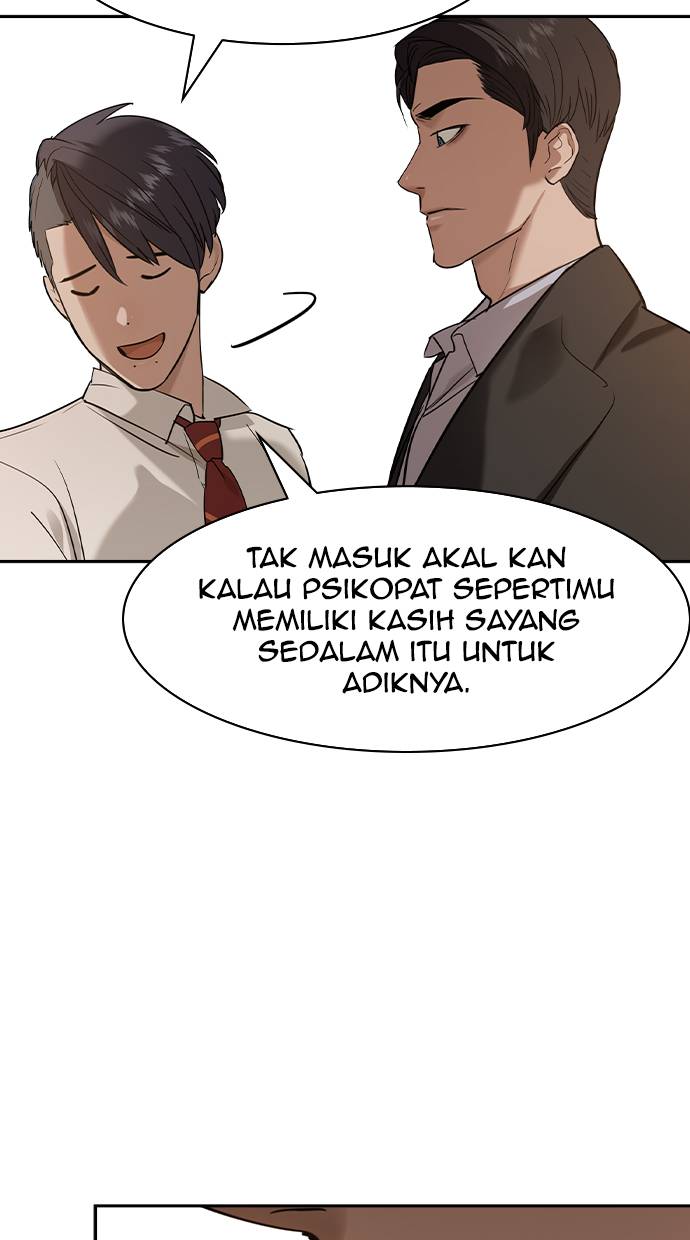 TAK MASUK AKAL KAN
KALAU PSIKOPAT SEPERTIMU
MEMILIKI KASIH SAYANG
SEDALAM ITU UNTUK
ADIKNYA.